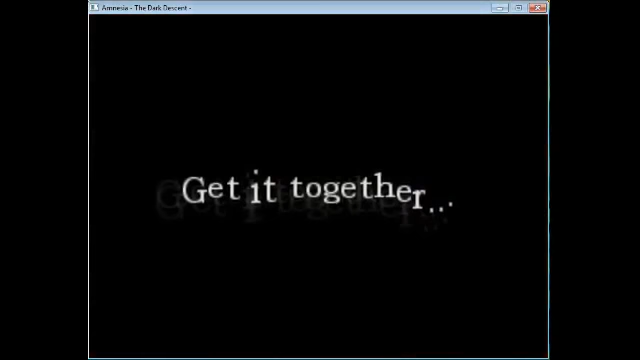 Amnesia - The Dark Descent -
Get it together...